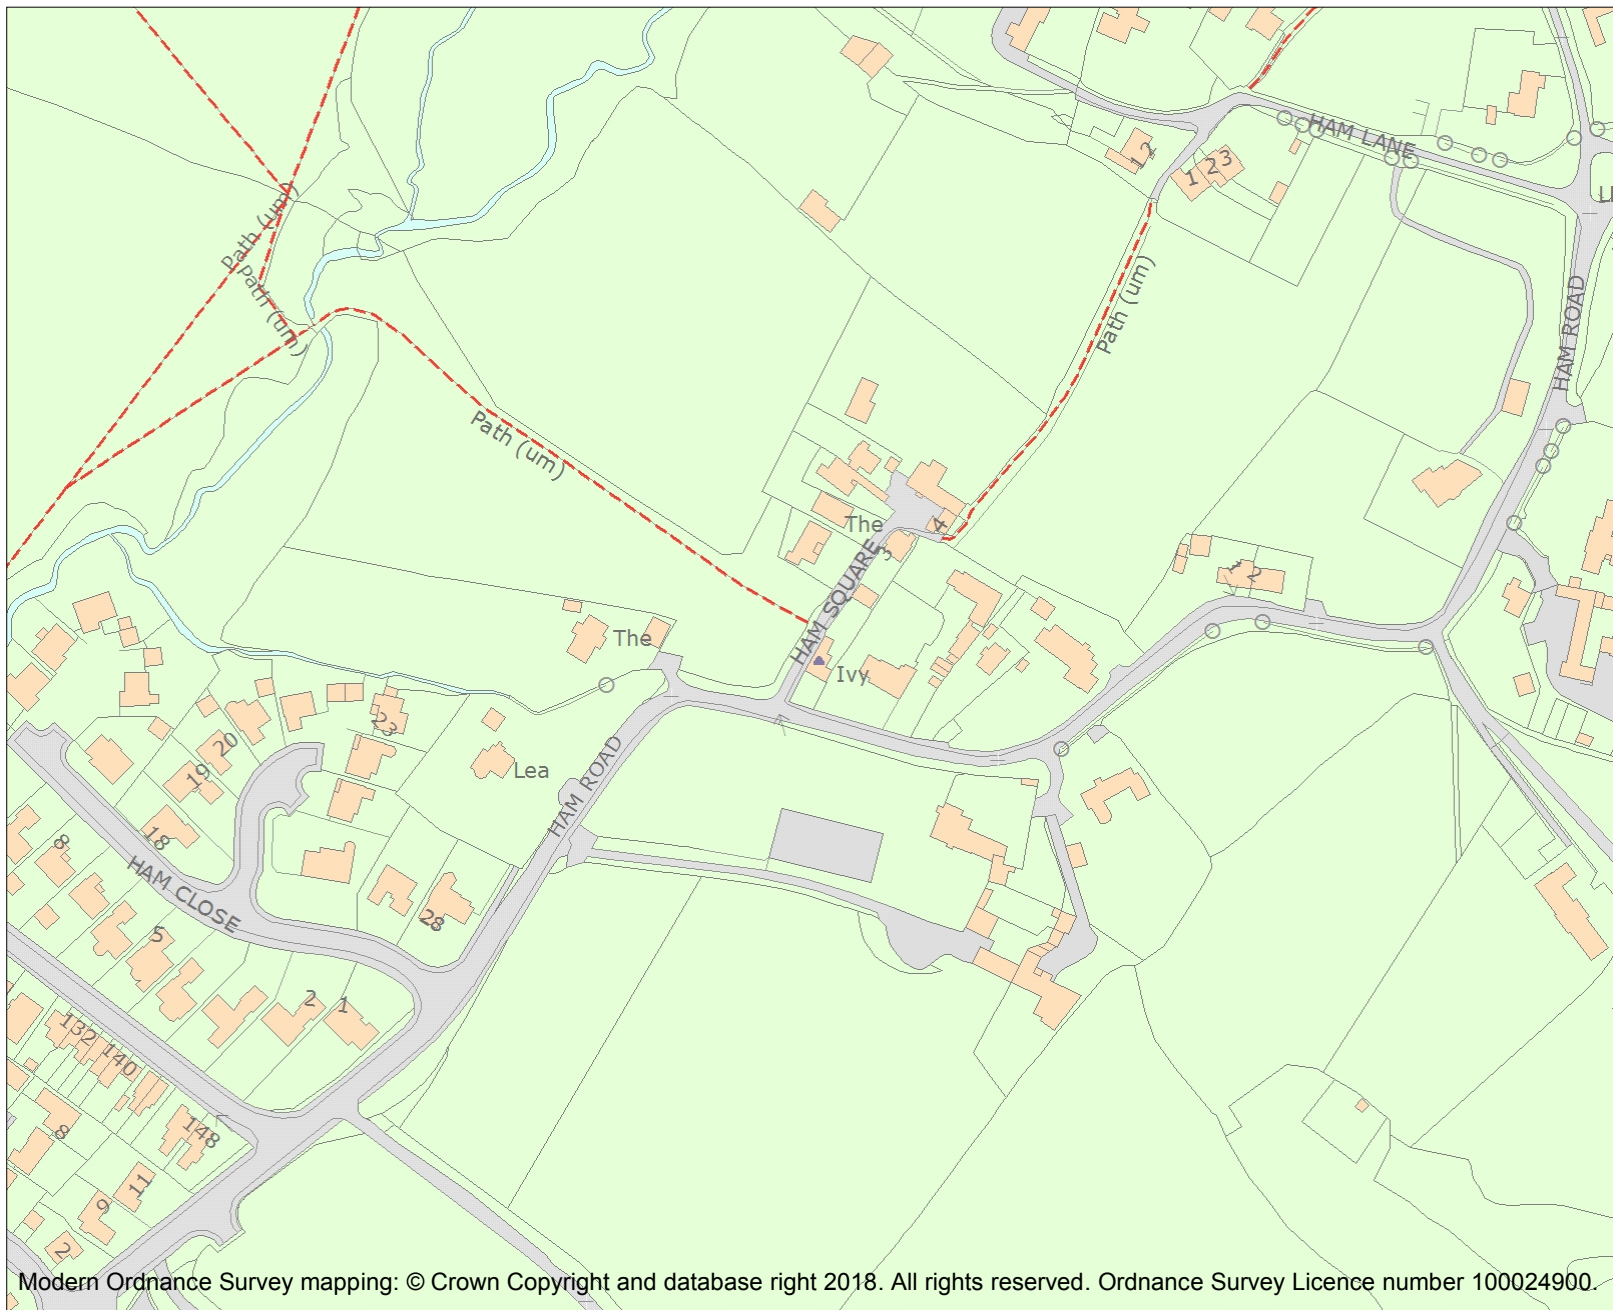 HAM LANE
1 2
1 2 3
Path (um)
Path (um)
Path (um)
HAM ROAD
Path (um)
The
4
3
HAM SQUARE
1 2
The
Ivy
23
20
19
Lea
HAM ROAD
18
8
HAM CLOSE
28
5
2
1
132
140
148
8
11
9
2
Modern Ordnance Survey mapping: © Crown Copyright and database right 2018. All rights reserved. Ordnance Survey Licence number 100024900.